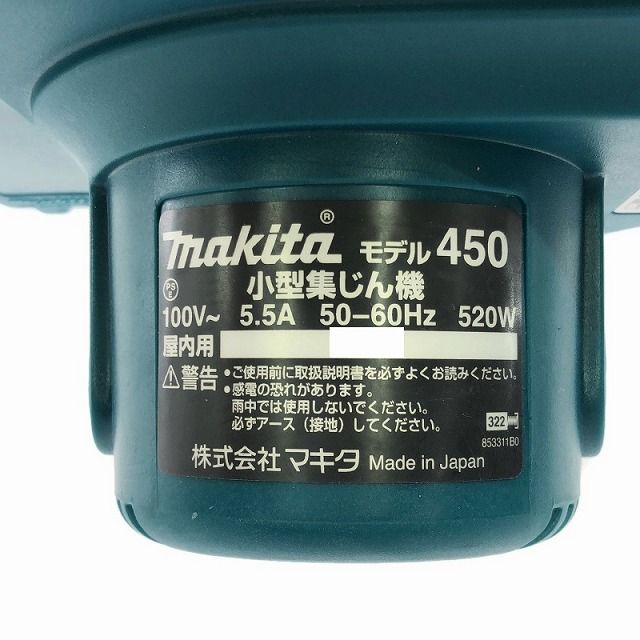 makita® モデル 450
小型集じん機
PS
E
100V~ 5.5A 50-60Hz 520W
屋内用
警告 •ご使用前に取扱説明書を必ずよくお読みください。
•感電の恐れがあります。
雨中では使用しないでください。
必ずアース（接地）してください。
322
853311B0
株式会社 マキタ Made in Japan